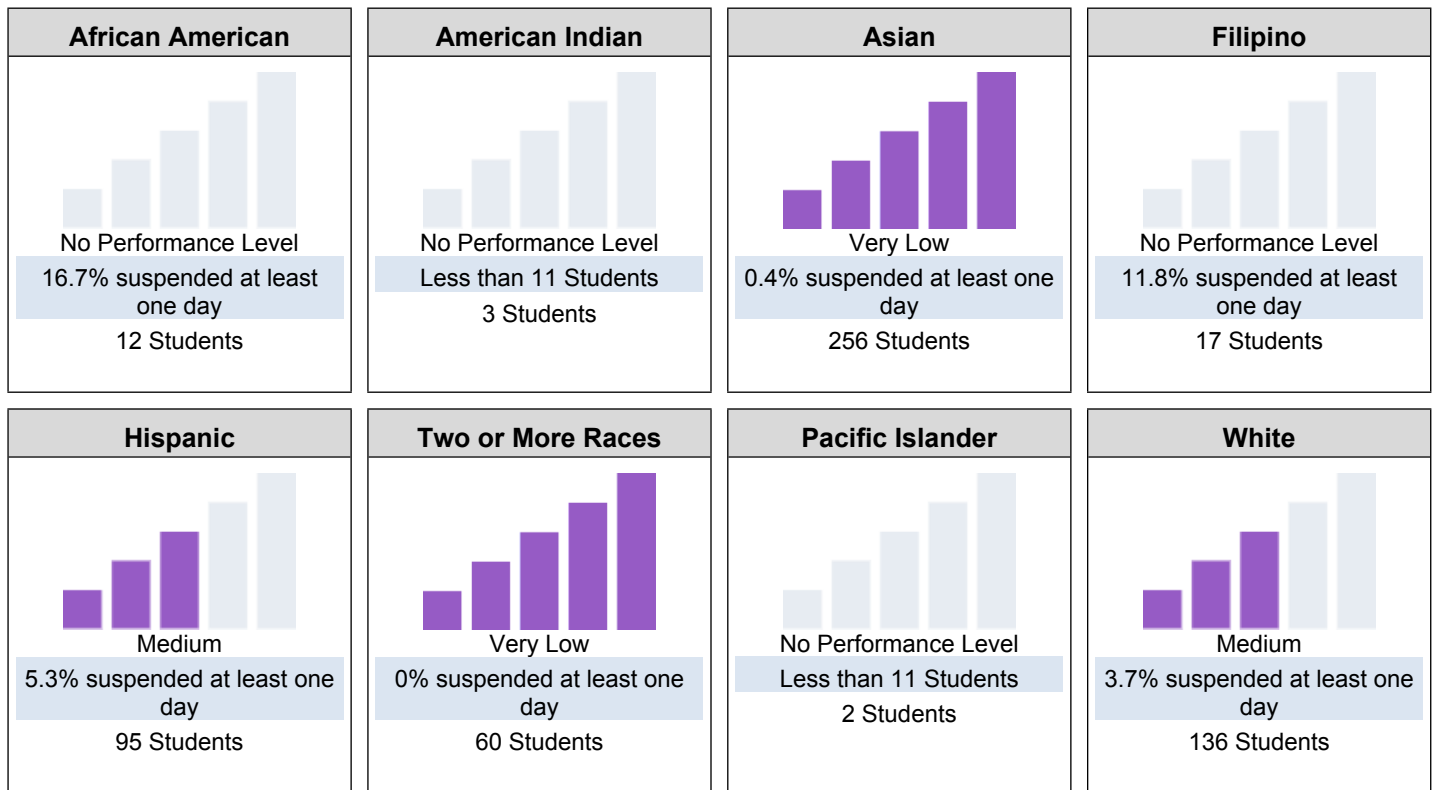 African American
American Indian
Asian
Filipino
No Performance Level
16.7% suspended at least
one day
12 Students
No Performance Level
Less than 11 Students
3 Students
Very Low
0.4% suspended at least one
day
256 Students
No Performance Level
11.8% suspended at least
one day
17 Students
Hispanic
Two or More Races
Pacific Islander
White
Medium
5.3% suspended at least one
day
95 Students
Very Low
0% suspended at least one
day
60 Students
No Performance Level
Less than 11 Students
2 Students
Medium
3.7% suspended at least one
day
136 Students